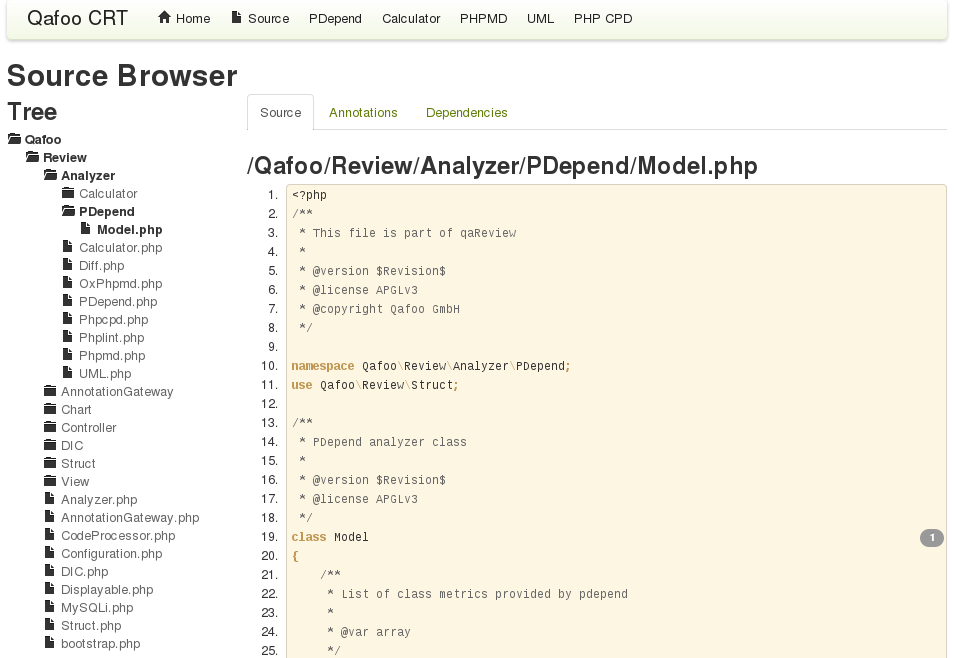 Qafoo CRT Home Source PDepend Calculator PHPMD UML PHP CPD
Source Browser
Tree
Qafoo
Review
Analyzer
Calculator
PDepend
Model.php
Calculator.php
Diff.php
OxPhpmd.php
PDepend.php
Phpcpd.php
Phplint.php
Phpmd.php
UML.php
AnnotationGateway
Chart
Controller
DIC
Struct
View
Analyzer.php
AnnotationGateway.php
CodeProcessor.php
Configuration.php
DIC.php
Displayable.php
MySQLi.php
Struct.php
bootstrap.php
Source Annotations Dependencies
/Qafoo/Review/Analyzer/PDepend/Model.php
1. <?php
2. /**
3.  * This file is part of qaReview
4.  *
5.  * @version $Revision$
6.  * @license APGLv3
7.  * @copyright Qafoo GmbH
8.  */
9.
10. namespace Qafoo\Review\Analyzer\PDepend;
11. use Qafoo\Review\Struct;
12.
13. /**
14.  * PDepend analyzer class
15.  *
16.  * @version $Revision$
17.  * @license APGLv3
18.  */
19. class Model 1
20. {
21.     /**
22.      * List of class metrics provided by pdepend
23.      *
24.      * @var array
25.      */